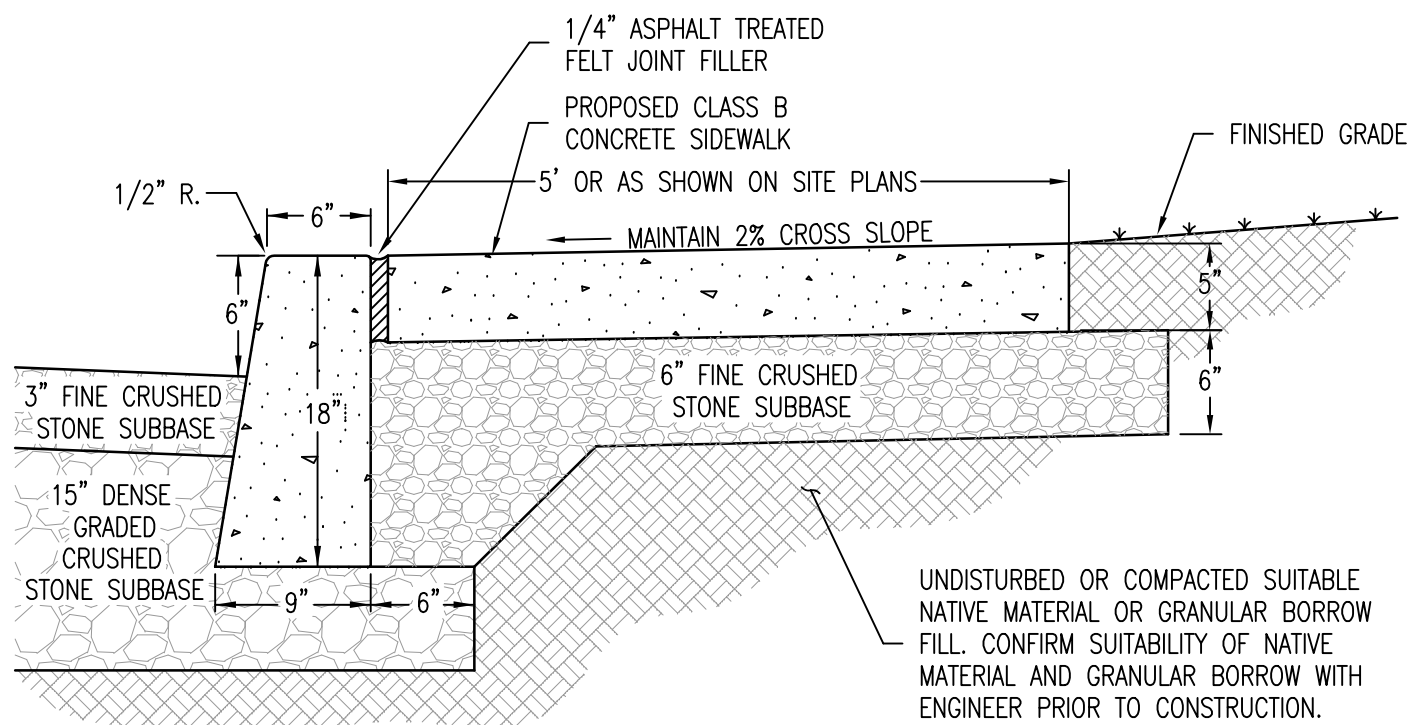 1/4" ASPHALT TREATED
FELT JOINT FILLER
PROPOSED CLASS B
CONCRETE SIDEWALK
FINISHED GRADE
5' OR AS SHOWN ON SITE PLANS
1/2" R.
6"
MAINTAIN 2% CROSS SLOPE
6"
5"
3" FINE CRUSHED
STONE SUBBASE
18"
6" FINE CRUSHED
STONE SUBBASE
6"
15" DENSE
GRADED
CRUSHED
STONE SUBBASE
9"
6"
UNDISTURBED OR COMPACTED SUITABLE
NATIVE MATERIAL OR GRANULAR BORROW
FILL. CONFIRM SUITABILITY OF NATIVE
MATERIAL AND GRANULAR BORROW WITH
ENGINEER PRIOR TO CONSTRUCTION.